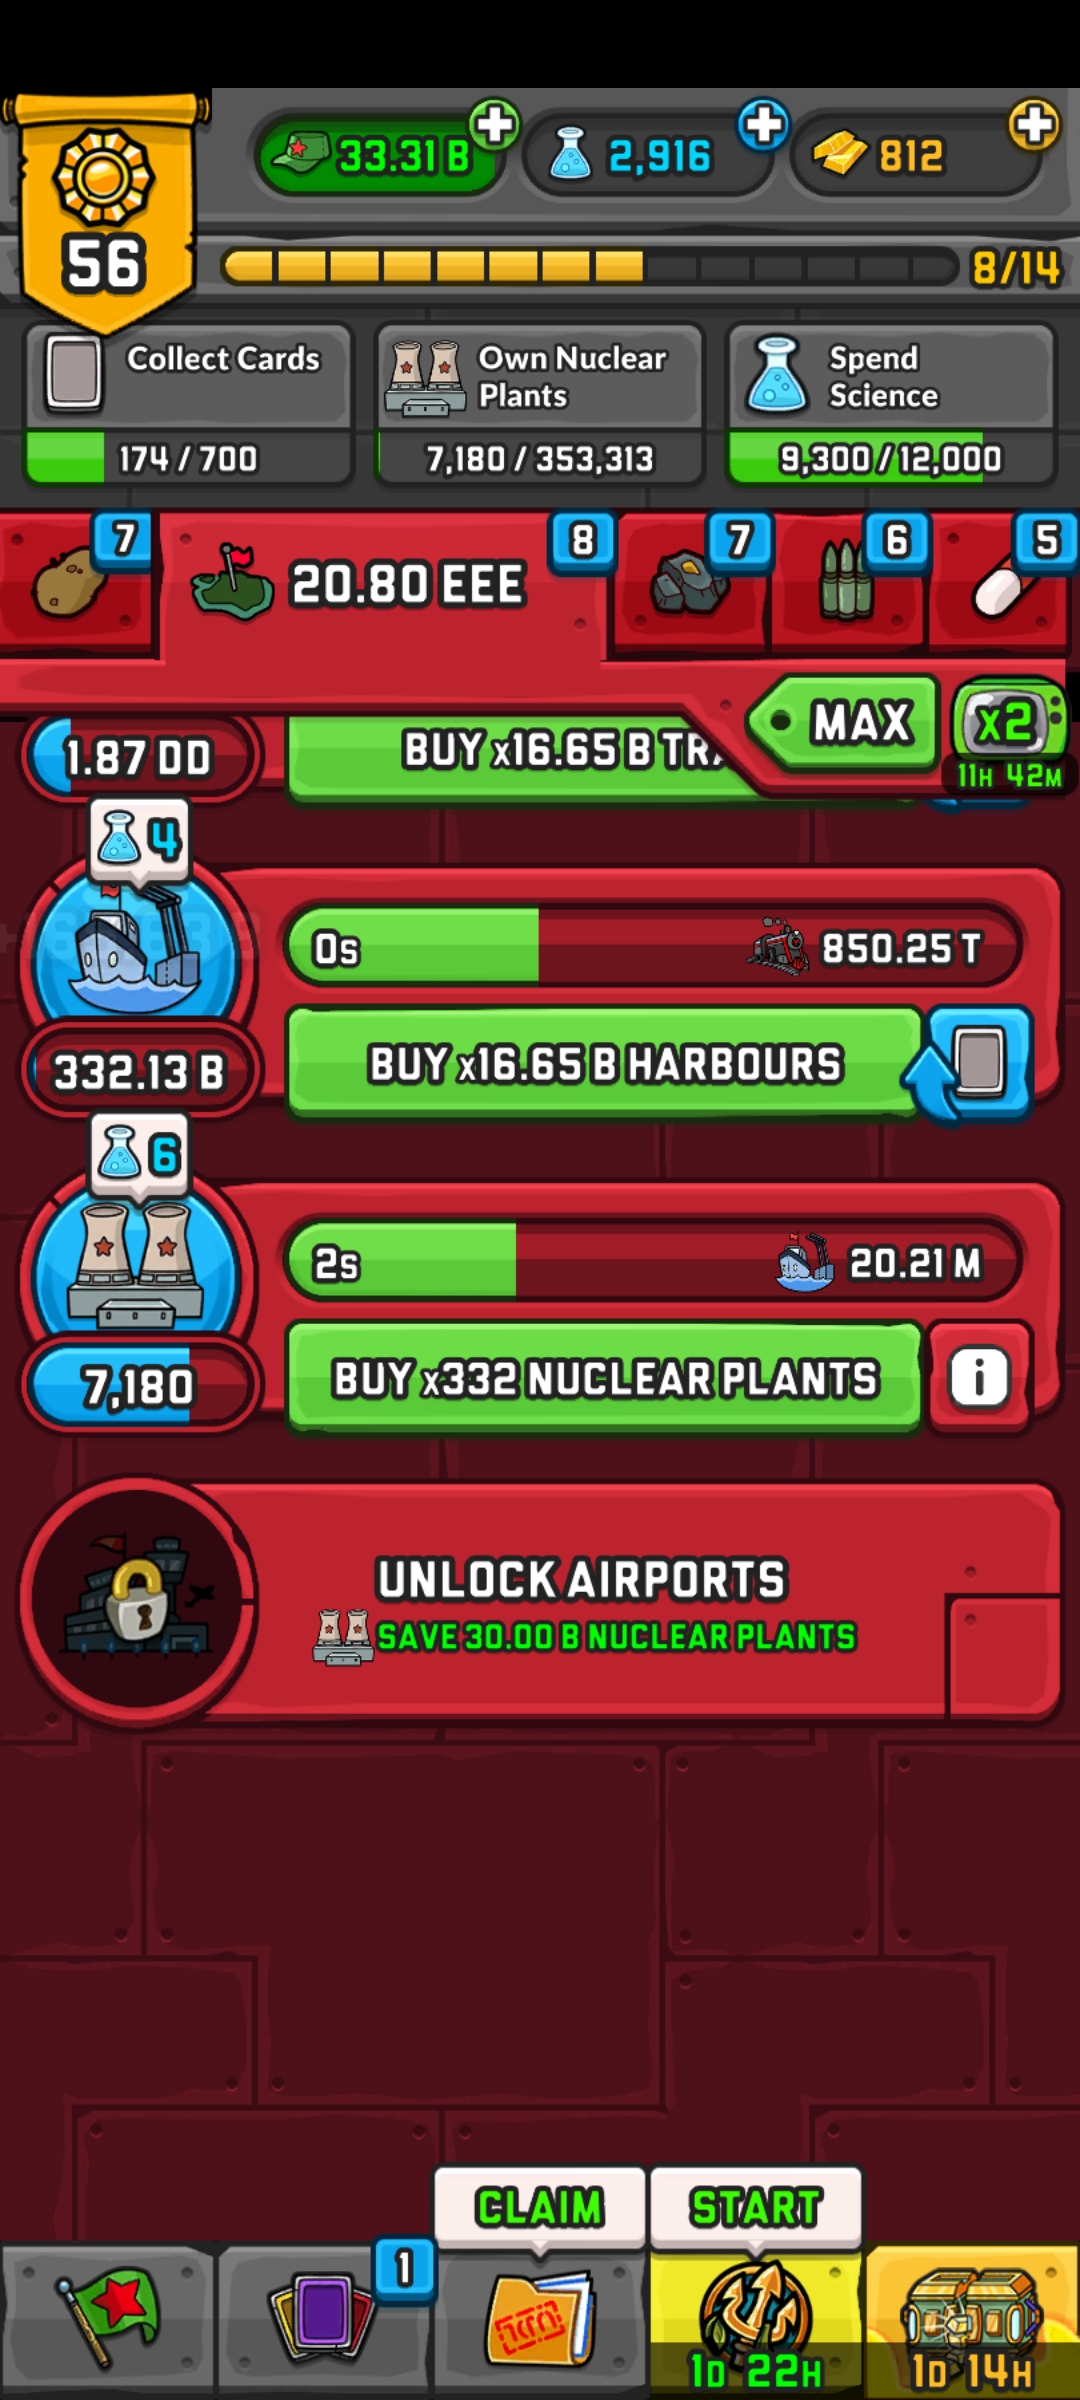 33.31 B
2,916
812
56
8/14
Collect Cards
174 / 700
Own Nuclear
Plants
7,180 / 353,313
Spend
Science
9,300 / 12,000
7
20.80 EEE
8
7
6
5
MAX
x2
11H 42M
1.87 DD
BUY x16.65 B
4
0s
850.25 T
332.13 B
BUY x16.65 B HARBOURS
6
2s
20.21 M
7,180
BUY x332 NUCLEAR PLANTS
i
UNLOCK AIRPORTS
SAVE 30.00 B NUCLEAR PLANTS
CLAIM
START
1
1D 22H
1D 14H